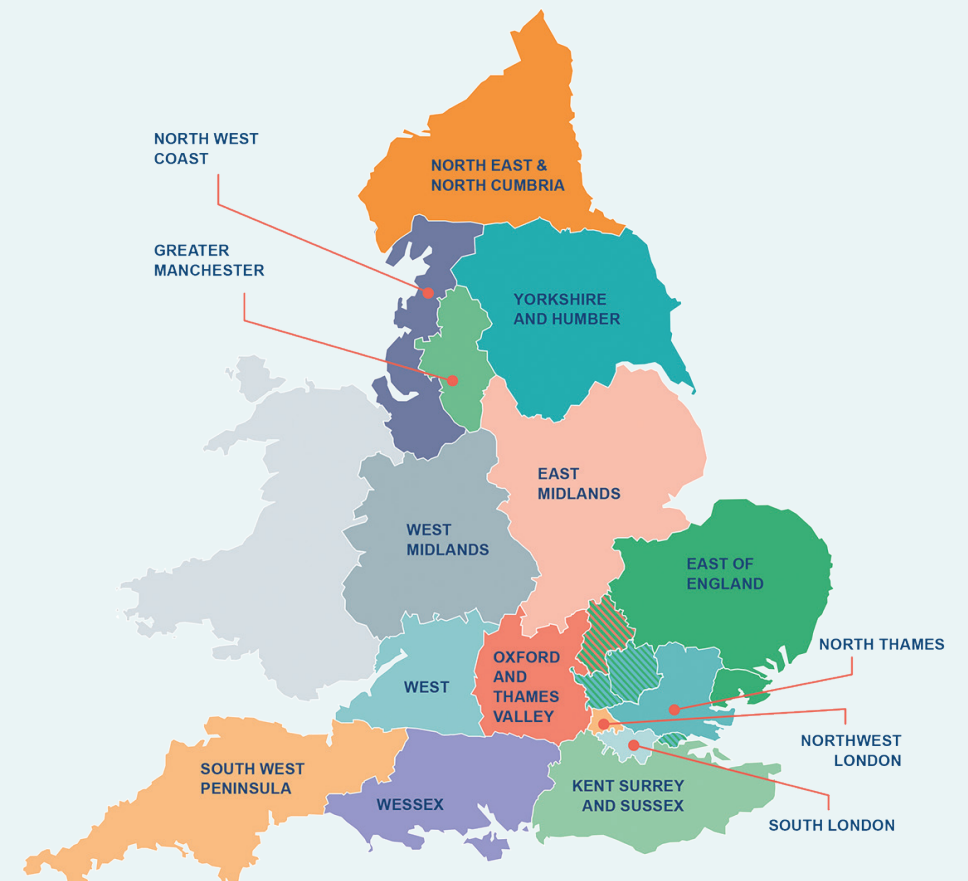 NORTH WEST
COAST
NORTH EAST &
NORTH CUMBRIA
GREATER
MANCHESTER
YORKSHIRE
AND HUMBER
EAST
MIDLANDS
WEST
MIDLANDS
EAST OF
ENGLAND
NORTH THAMES
OXFORD
AND
THAMES
VALLEY
WEST
NORTHWEST
LONDON
SOUTH WEST
PENINSULA
WESSEX
KENT SURREY
AND SUSSEX
SOUTH LONDON